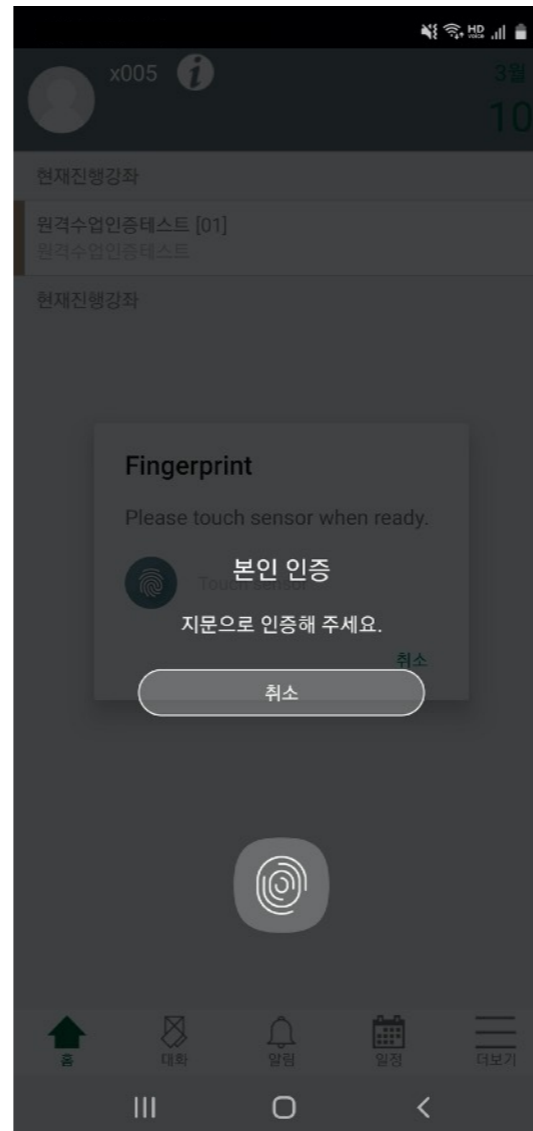 HD
voice
x005
3월
10
현재진행강좌
원격수업인증테스트 [01]
원격수업인증테스트
현재진행강좌
Fingerprint
Please touch sensor when ready.
Touch sensor
본인 인증
지문으로 인증해 주세요.
취소
취소
홈
대화
알림
일정
더보기